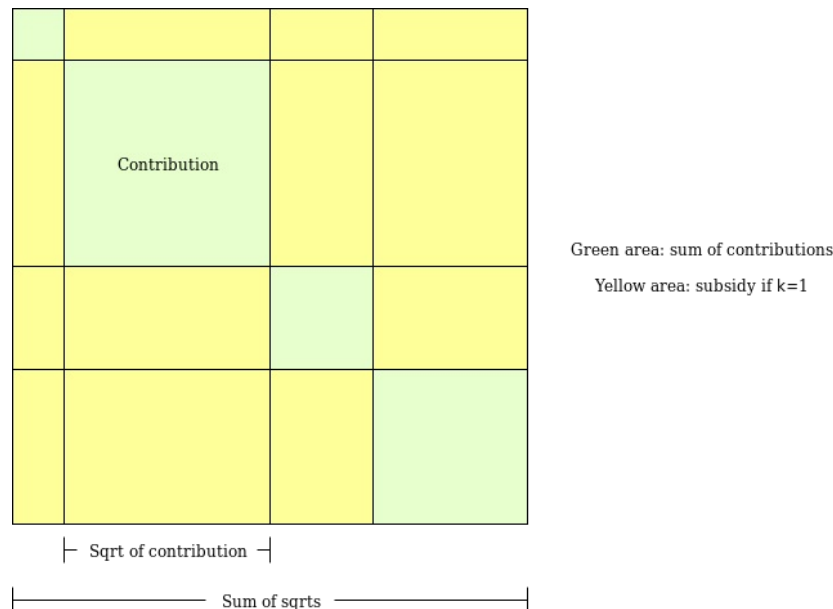 Contribution
Green area: sum of contributions
Yellow area: subsidy if k=1
Sqrt of contribution
Sum of sqrts